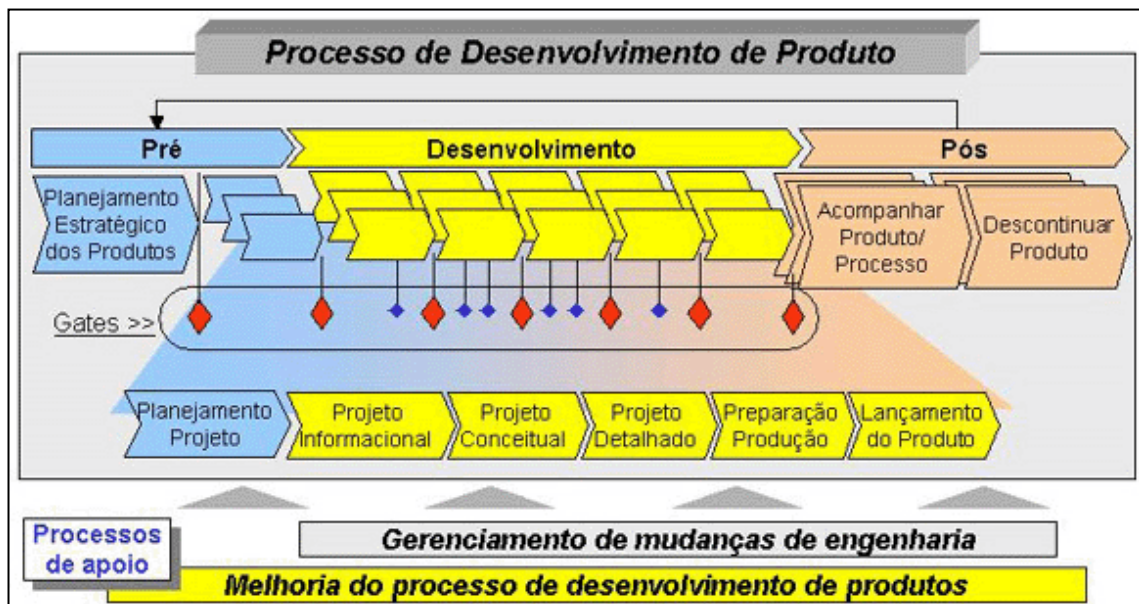 Processo de Desenvolvimento de Produto
Pré
Desenvolvimento
Pós
Planejamento
Estratégico
dos Produtos
Acompanhar
Produto/
Processo
Descontinuar
Produto
Gates >>
Planejamento
Projeto
Projeto
Informacional
Projeto
Conceitual
Projeto
Detalhado
Preparação
Produção
Lançamento
do Produto
Processos
de apoio
Gerenciamento de mudanças de engenharia
Melhoria do processo de desenvolvimento de produtos